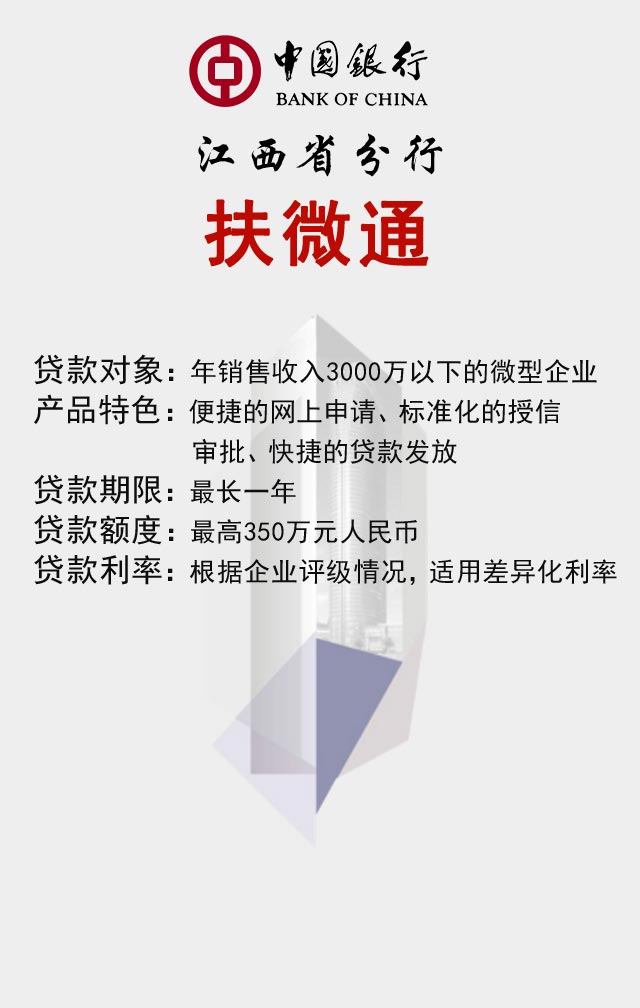 中国銀行
BANK OF CHINA
江西省分行
扶微通
贷款对象：年销售收入3000万以下的微型企业
产品特色：便捷的网上申请、标准化的授信
审批、快捷的贷款发放
贷款期限：最长一年
贷款额度：最高350万元人民币
贷款利率：根据企业评级情况，适用差异化利率